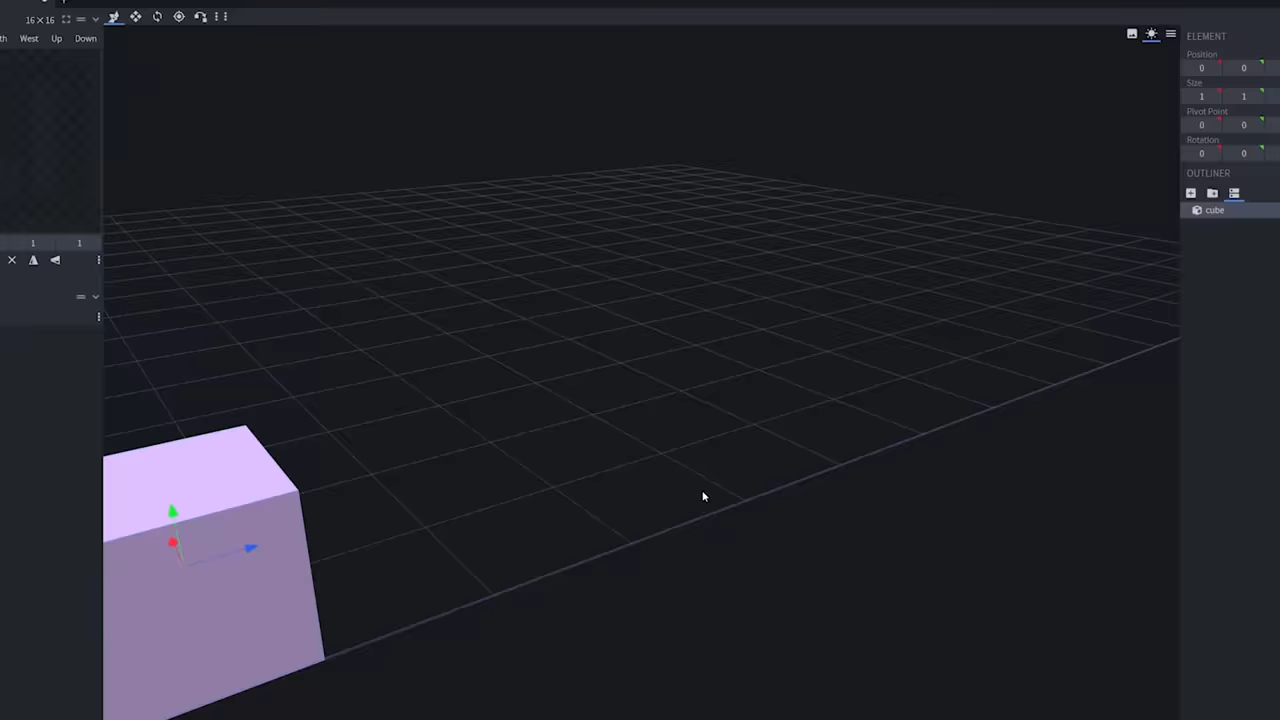 16×16
th West Up Down
1 1
ELEMENT
Position
0 0
Size
1 1
Pivot Point
0 0
Rotation
0 0
OUTLINER
cube